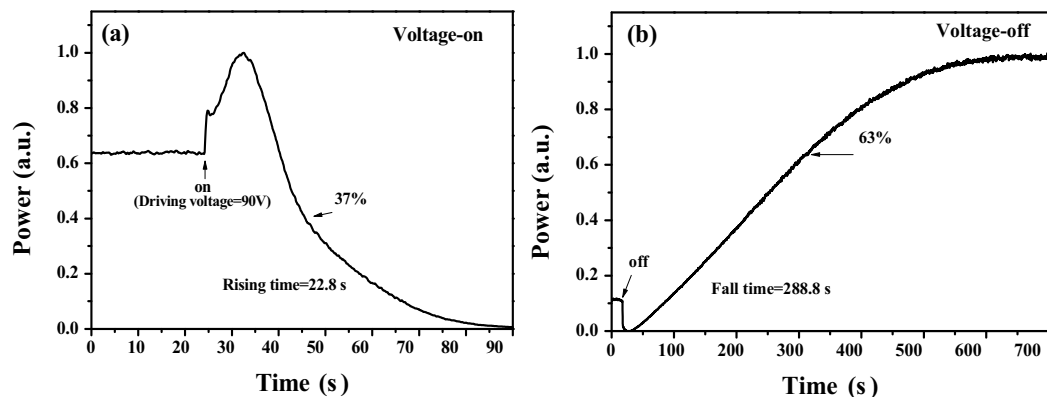 (a)
Voltage-on
1.0
0.8
0.6
0.4
0.2
0.0
Power (a.u.)
on
(Driving voltage=90V)
37%
Rising time=22.8 s
0 10 20 30 40 50 60 70 80 90
Time (s)
(b)
Voltage-off
1.0
0.8
0.6
0.4
0.2
0.0
Power (a.u.)
63%
off
Fall time=288.8 s
0 100 200 300 400 500 600 700
Time (s)